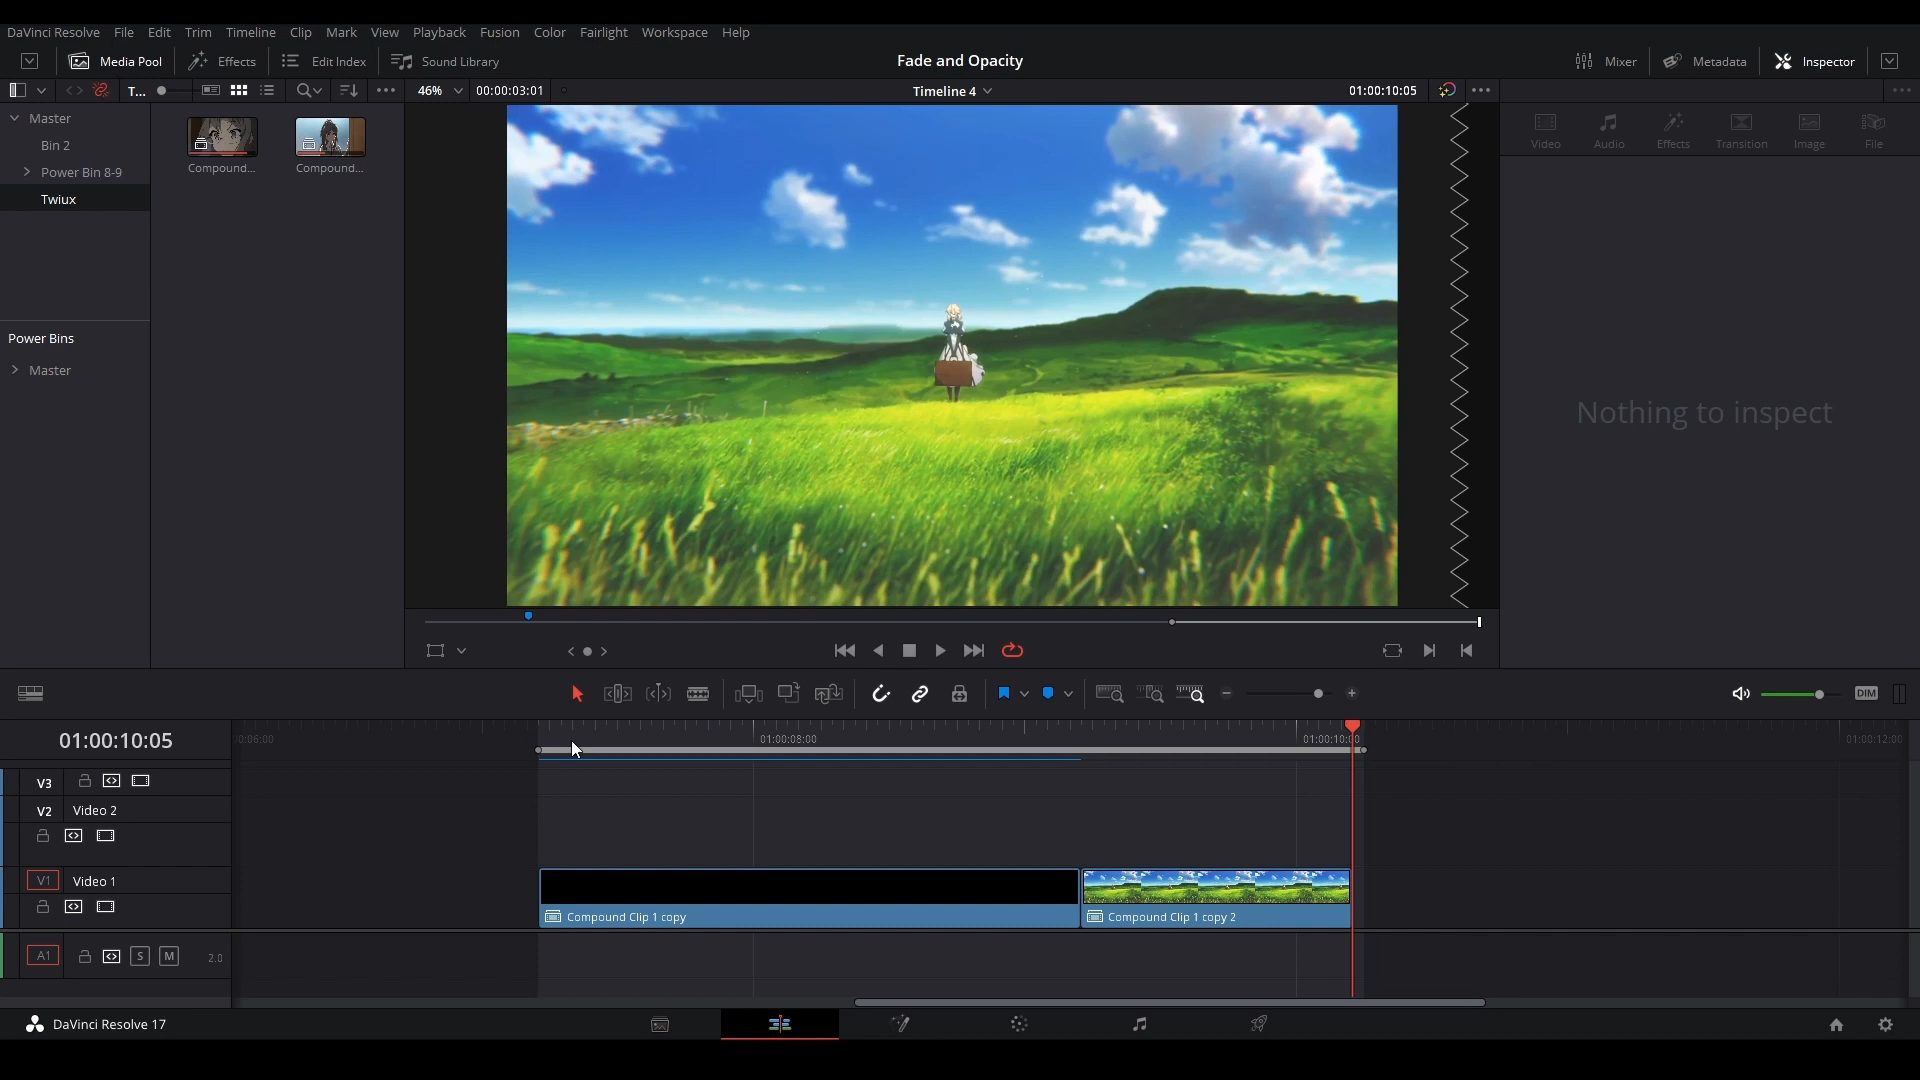 DaVinci Resolve File Edit Trim Timeline Clip Mark View Playback Fusion Color Fairlight Workspace Help
Media Pool Effects Edit Index Sound Library Fade and Opacity Mixer Metadata Inspector
T... 46% 00:00:03:01 Timeline 4 01:00:10:05
Master
Bin 2
Power Bin 8-9
Twiux
Compound... Compound...
Video Audio Effects Transition Image File
Power Bins
Master
Nothing to inspect
DIM
01:00:10:05
0:06:00 01:00:08:00 01:00:10:00 01:00:12:00
V3
V2 Video 2
V1 Video 1
Compound Clip 1 copy Compound Clip 1 copy 2
A1 S M 2.0
DaVinci Resolve 17